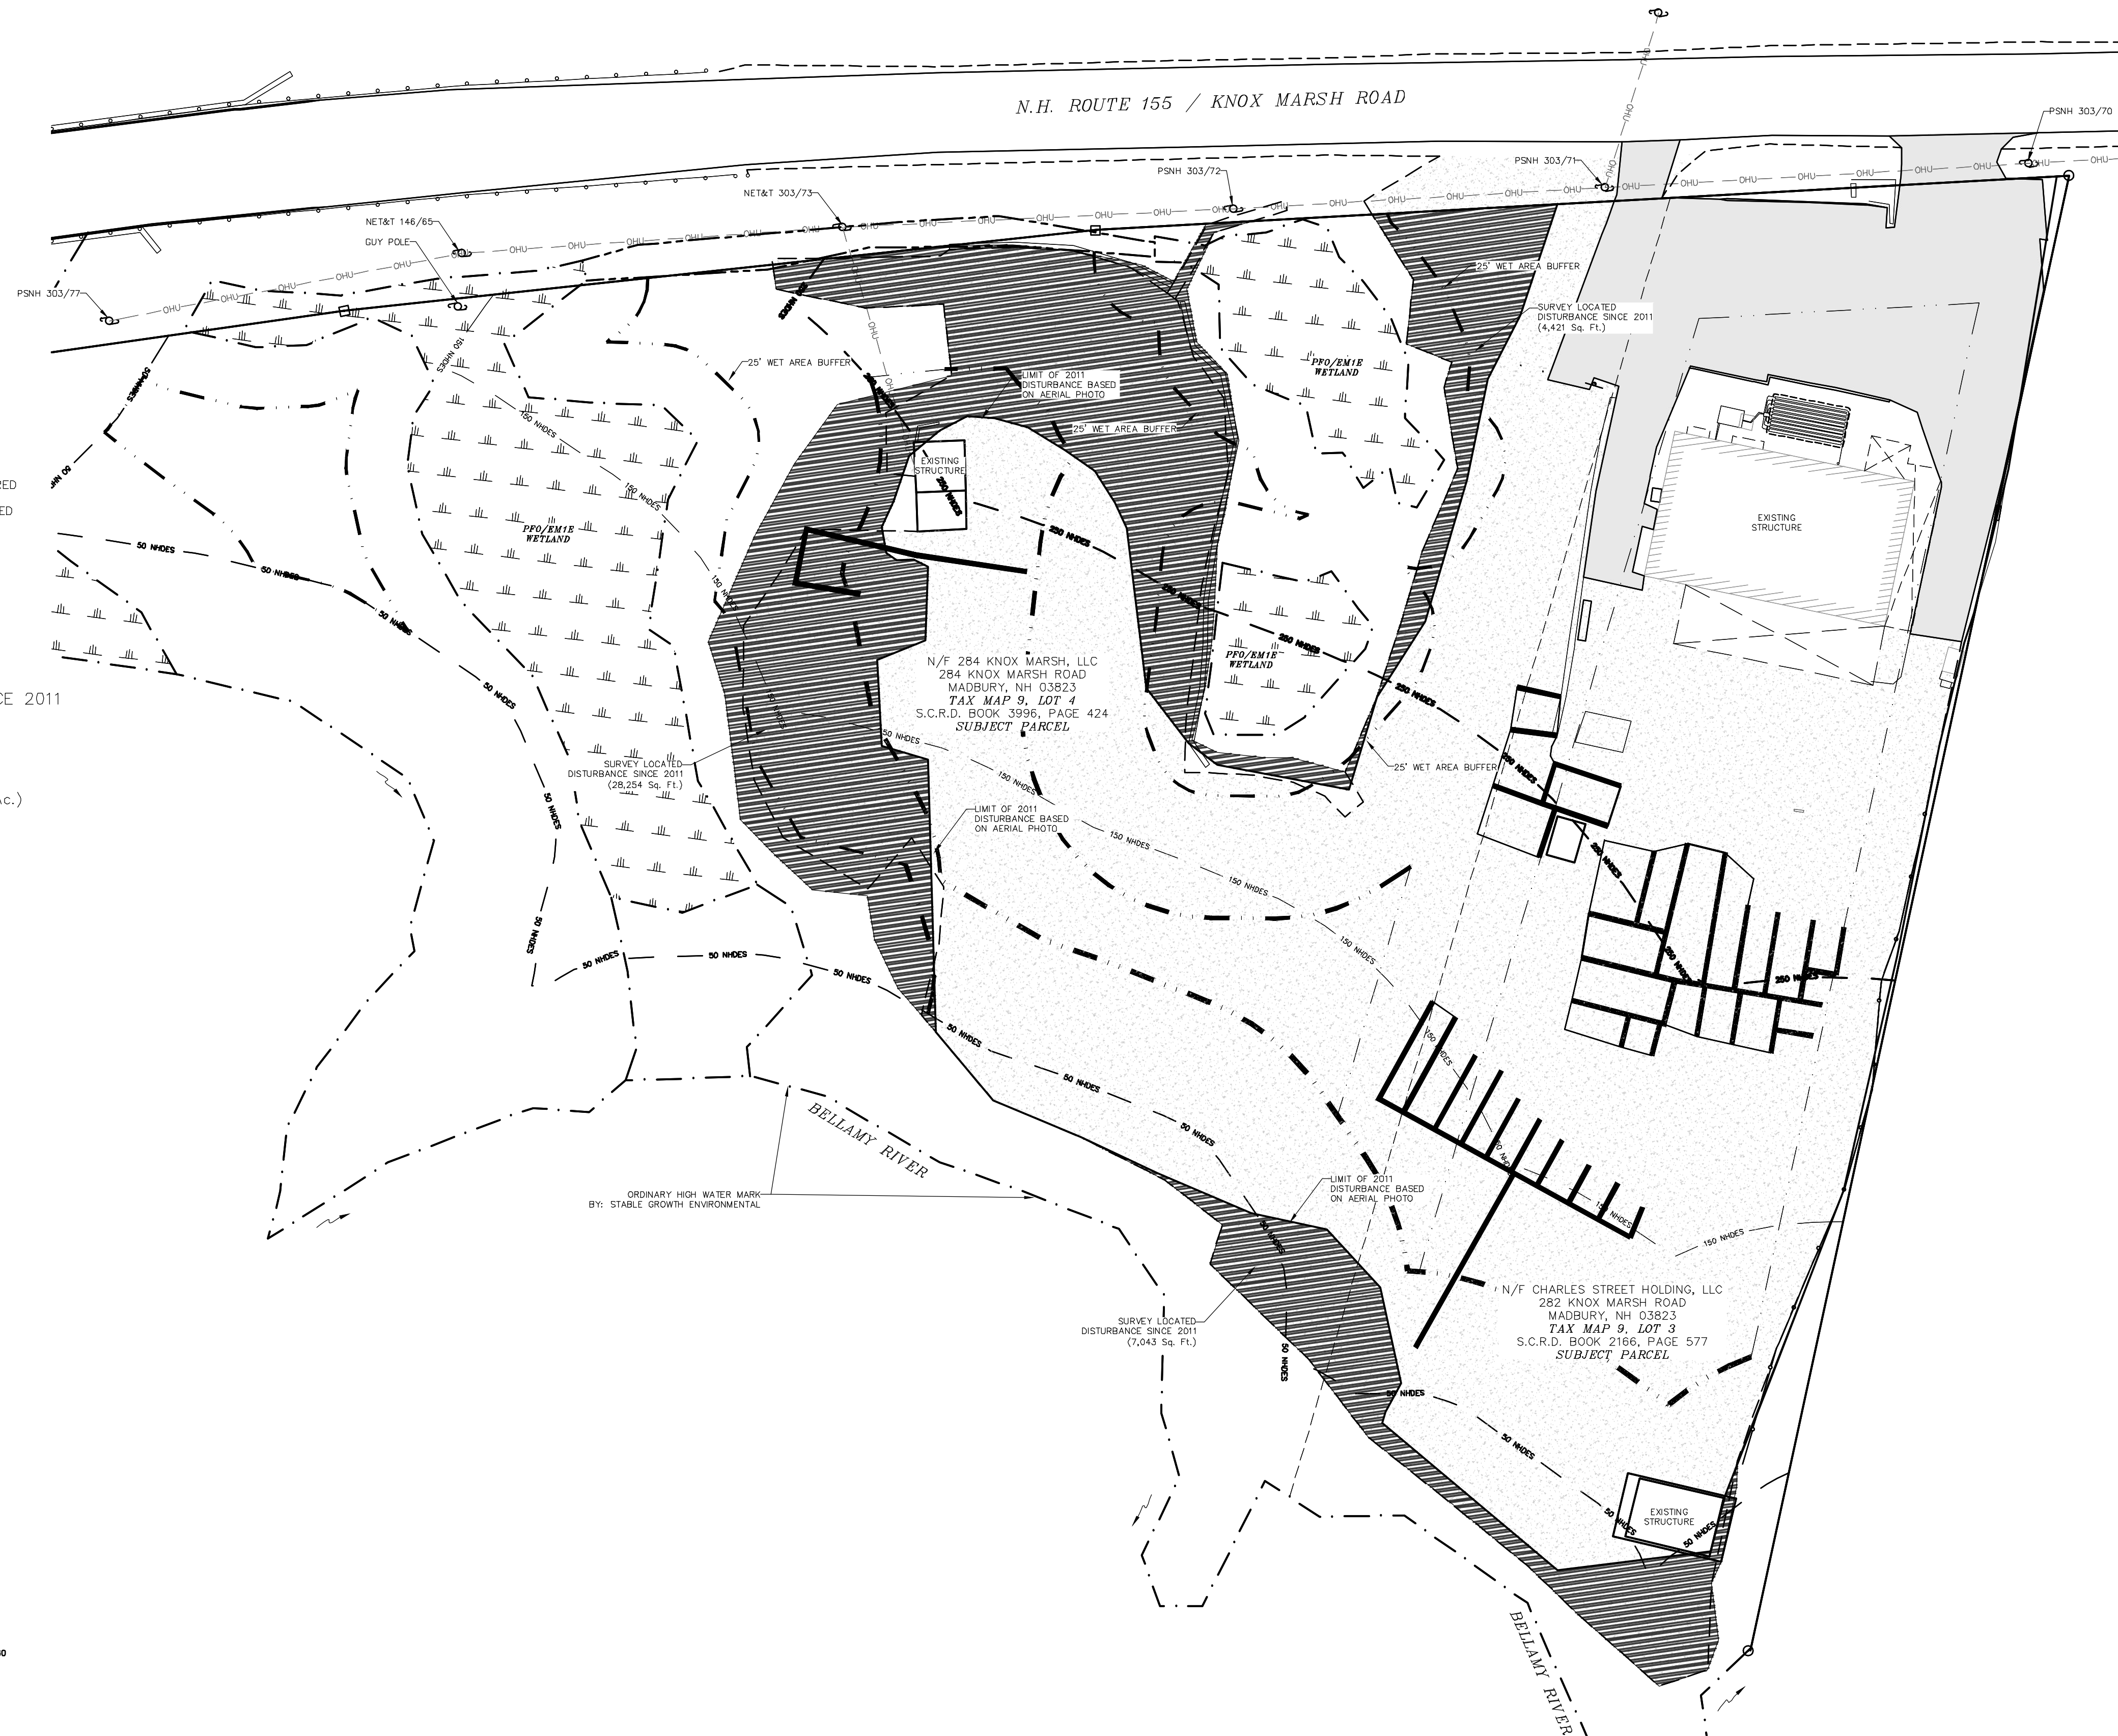 N.H. ROUTE 155 / KNOX MARSH ROAD
PSNH 303/70
PSNH 303/71
PSNH 303/72
NET&T 303/73
NET&T 146/65
GUY POLE
PSNH 303/77
OHU
25' WET AREA BUFFER
SURVEY LOCATED
DISTURBANCE SINCE 2011
(4,421 Sq. Ft.)
25' WET AREA BUFFER
LIMIT OF 2011
DISTURBANCE BASED
ON AERIAL PHOTO
25' WET AREA BUFFER
PFO/EM1E
WETLAND
EXISTING
STRUCTURE
EXISTING
STRUCTURE
PFO/EM1E
WETLAND
PFO/EM1E
WETLAND
N/F 284 KNOX MARSH, LLC
284 KNOX MARSH ROAD
MADBURY, NH 03823
TAX MAP 9, LOT 4
S.C.R.D. BOOK 3996, PAGE 424
SUBJECT PARCEL
CE 2011
SURVEY LOCATED
DISTURBANCE SINCE 2011
(28,254 Sq. Ft.)
25' WET AREA BUFFER
LIMIT OF 2011
DISTURBANCE BASED
ON AERIAL PHOTO
50 NHDES
150 NHDES
250 NHDES
BELLAMY RIVER
ORDINARY HIGH WATER MARK
BY: STABLE GROWTH ENVIRONMENTAL
LIMIT OF 2011
DISTURBANCE BASED
ON AERIAL PHOTO
SURVEY LOCATED
DISTURBANCE SINCE 2011
(7,043 Sq. Ft.)
N/F CHARLES STREET HOLDING, LLC
282 KNOX MARSH ROAD
MADBURY, NH 03823
TAX MAP 9, LOT 3
S.C.R.D. BOOK 2166, PAGE 577
SUBJECT PARCEL
EXISTING
STRUCTURE
BELLAMY RIVER